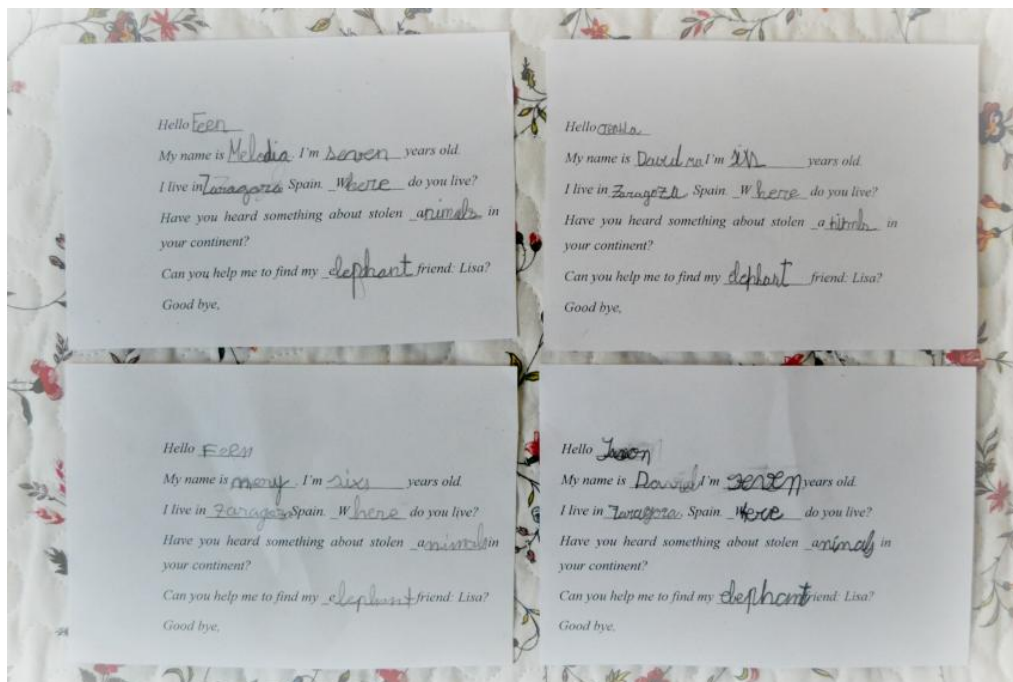 Hello Feen
My name is Melodia. I'm seven years old.
I live in Zaragoza Spain. Where do you live?
Have you heard something about stolen animals in
your continent?
Can you help me to find my elephant friend: Lisa?
Good bye,
Hello
My name is David I'm years old.
I live in Zaragoza, Spain. Where do you live?
Have you heard something about stolen in
your continent?
Can you help me to find my elephant friend: Lisa?
Good bye,
Hello Feen
My name is mery. I'm sixs years old.
I live in Zaragoza Spain. Where do you live?
Have you heard something about stolen animals in
your continent?
Can you help me to find my elephant friend: Lisa?
Good bye,
Hello
My name is David I'm seven years old.
I live in Zaragoza, Spain. Where do you live?
Have you heard something about stolen animals in
your continent?
Can you help me to find my elephant friend: Lisa?
Good bye,